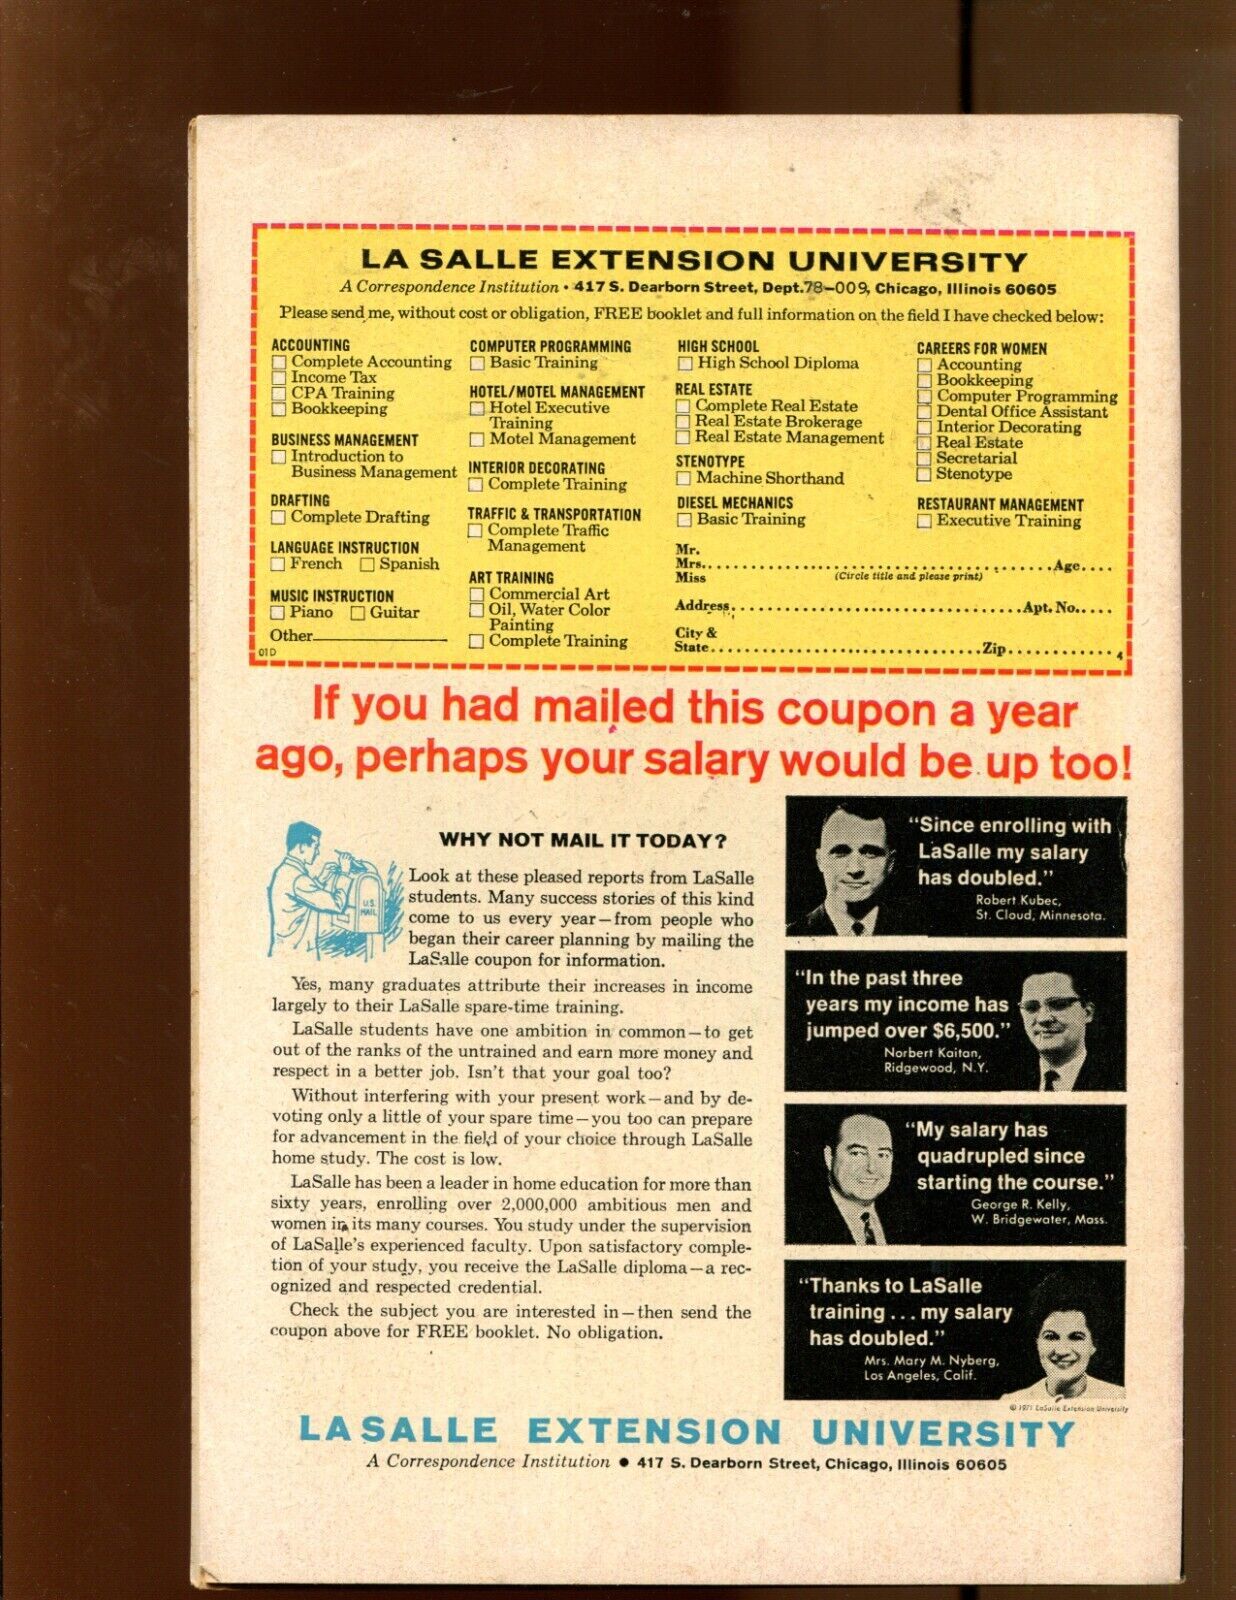 LA SALLE EXTENSION UNIVERSITY
A Correspondence Institution • 417 S. Dearborn Street, Dept.78-009, Chicago, Illinois 60605
Please send me, without cost or obligation, FREE booklet and full information on the field I have checked below:
ACCOUNTING
Complete Accounting
Income Tax
CPA Training
Bookkeeping
BUSINESS MANAGEMENT
Introduction to
Business Management
DRAFTING
Complete Drafting
LANGUAGE INSTRUCTION
French Spanish
MUSIC INSTRUCTION
Piano Guitar
Other
01D
COMPUTER PROGRAMMING
Basic Training
HOTEL/MOTEL MANAGEMENT
Hotel Executive
Training
Motel Management
INTERIOR DECORATING
Complete Training
TRAFFIC & TRANSPORTATION
Complete Traffic
Management
ART TRAINING
Commercial Art
Oil, Water Color
Painting
Complete Training
HIGH SCHOOL
High School Diploma
REAL ESTATE
Complete Real Estate
Real Estate Brokerage
Real Estate Management
STENOTYPE
Machine Shorthand
DIESEL MECHANICS
Basic Training
CAREERS FOR WOMEN
Accounting
Bookkeeping
Computer Programming
Dental Office Assistant
Interior Decorating
Real Estate
Secretarial
Stenotype
RESTAURANT MANAGEMENT
Executive Training
Mr.
Mrs. Age
Miss (Circle title and please print)
Address Apt. No.
City &
State Zip
4
If you had mailed this coupon a year
ago, perhaps your salary would be up too!
WHY NOT MAIL IT TODAY?
U.S.
MAIL
Look at these pleased reports from LaSalle
students. Many success stories of this kind
come to us every year—from people who
began their career planning by mailing the
LaSalle coupon for information.
Yes, many graduates attribute their increases in income
largely to their LaSalle spare-time training.
LaSalle students have one ambition in common—to get
out of the ranks of the untrained and earn more money and
respect in a better job. Isn't that your goal too?
Without interfering with your present work—and by de-
voting only a little of your spare time—you too can prepare
for advancement in the field of your choice through LaSalle
home study. The cost is low.
LaSalle has been a leader in home education for more than
sixty years, enrolling over 2,000,000 ambitious men and
women in its many courses. You study under the supervision
of LaSalle's experienced faculty. Upon satisfactory comple-
tion of your study, you receive the LaSalle diploma—a rec-
ognized and respected credential.
Check the subject you are interested in—then send the
coupon above for FREE booklet. No obligation.
"Since enrolling with
LaSalle my salary
has doubled."
Robert Kubec,
St. Cloud, Minnesota.
"In the past three
years my income has
jumped over $6,500."
Norbert Kaitan,
Ridgewood, N.Y.
"My salary has
quadrupled since
starting the course."
George R. Kelly,
W. Bridgewater, Mass.
"Thanks to LaSalle
training ... my salary
has doubled."
Mrs. Mary M. Nyberg,
Los Angeles, Calif.
© 1971 LaSalle Extension University
LASALLE EXTENSION UNIVERSITY
A Correspondence Institution • 417 S. Dearborn Street, Chicago, Illinois 60605